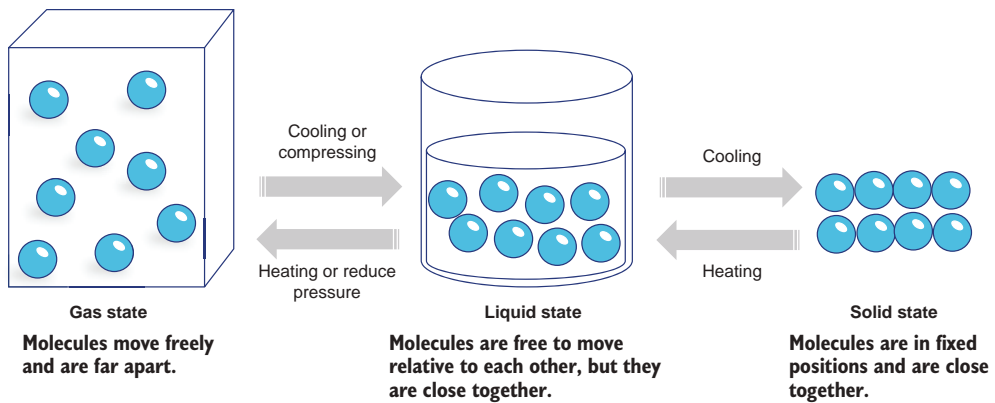 Cooling or
compressing
Heating or reduce
pressure
Cooling
Heating
Gas state
Molecules move freely
and are far apart.
Liquid state
Molecules are free to move
relative to each other, but they
are close together.
Solid state
Molecules are in fixed
positions and are close
together.